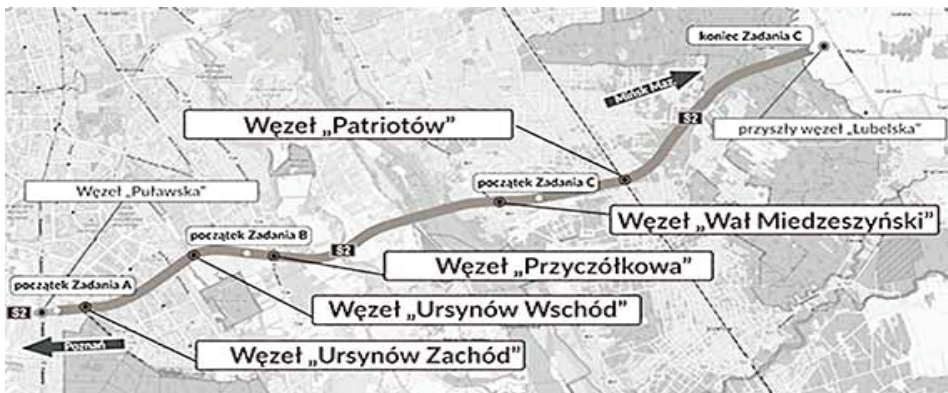 koniec Zadania C
Mińsk Maz.
Węzeł „Patriotów”
S2
przyszły węzeł „Lubelska”
początek Zadania C
Węzeł „Puławska”
Węzeł „Wał Miedzeszyński”
początek Zadania B
S2
Węzeł „Przyczółkowa”
początek Zadania A
Węzeł „Ursynów Wschód”
S2
Poznań
Węzeł „Ursynów Zachód”